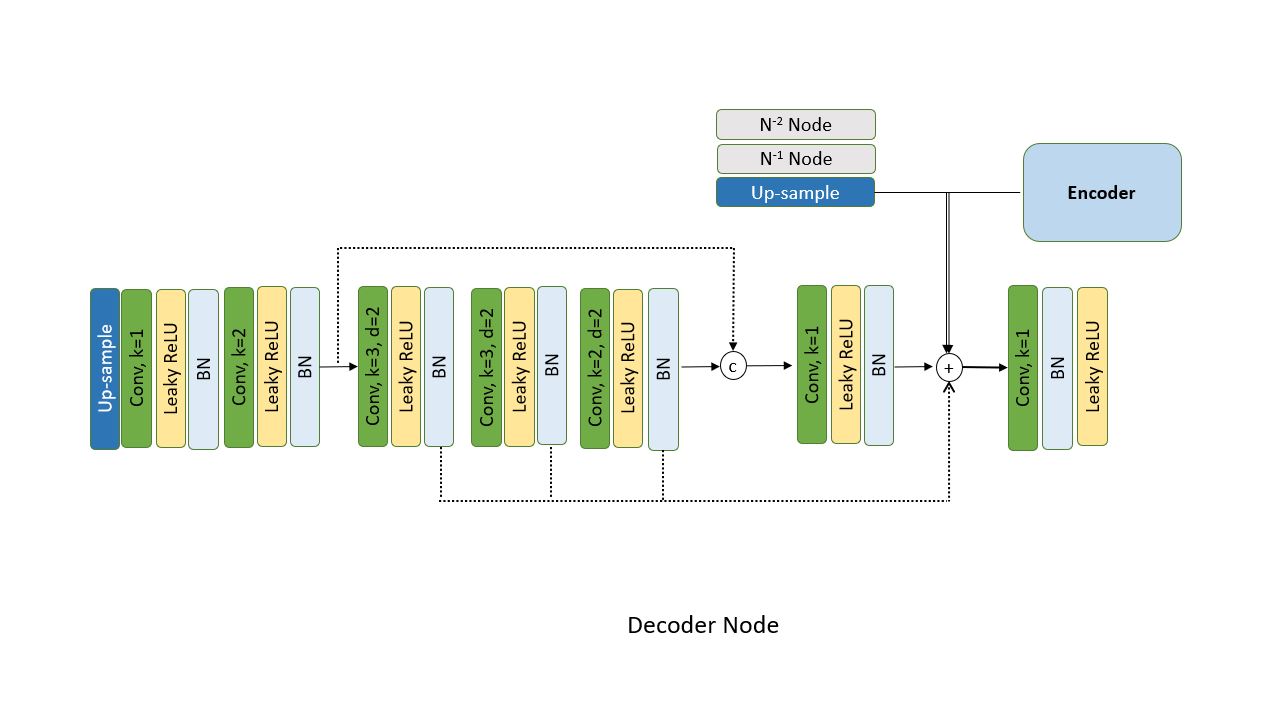 N-2 Node
N-1 Node
Up-sample
Encoder
Up-sample
Conv, k=1
Leaky ReLU
BN
Conv, k=2
Leaky ReLU
BN
Conv, k=3, d=2
Leaky ReLU
BN
Conv, k=3, d=2
Leaky ReLU
BN
Conv, k=2, d=2
Leaky ReLU
BN
c
Conv, k=1
Leaky ReLU
BN
+
Conv, k=1
BN
Leaky ReLU
Decoder Node